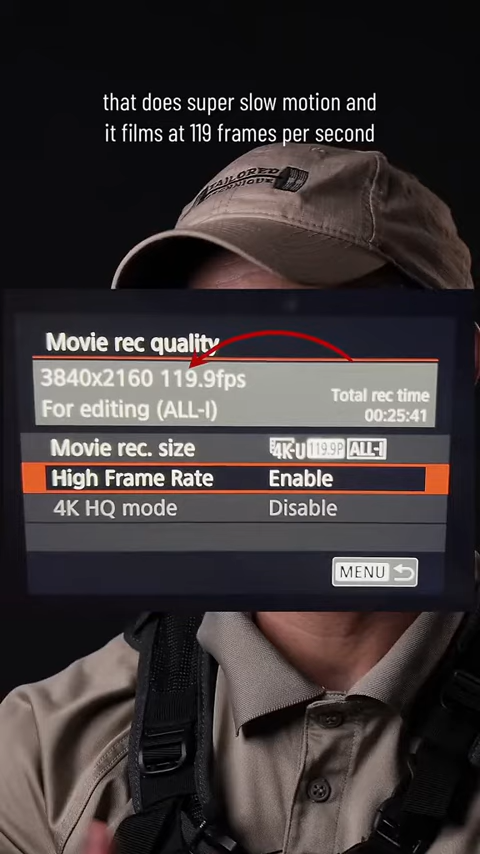 that does super slow motion and
it films at 119 frames per second
TAILORED
TECHNIQUE
Movie rec quality
3840x2160 119.9fps
For editing (ALL-I)
Total rec time
00:25:41
Movie rec. size 4K-U 119.9P ALL-I
High Frame Rate Enable
4K HQ mode Disable
MENU